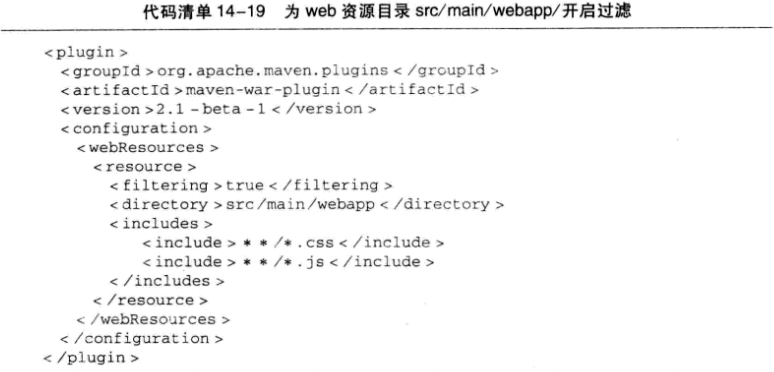 代码清单 14-19 为 web 资源目录 src/main/webapp/开启过滤
<plugin>
<groupId>org.apache.maven.plugins</groupId>
<artifactId>maven-war-plugin</artifactId>
<version>2.1-beta-1</version>
<configuration>
<webResources>
<resource>
<filtering>true</filtering>
<directory>src/main/webapp</directory>
<includes>
<include>**/*.css</include>
<include>**/*.js</include>
</includes>
</resource>
</webResources>
</configuration>
</plugin>